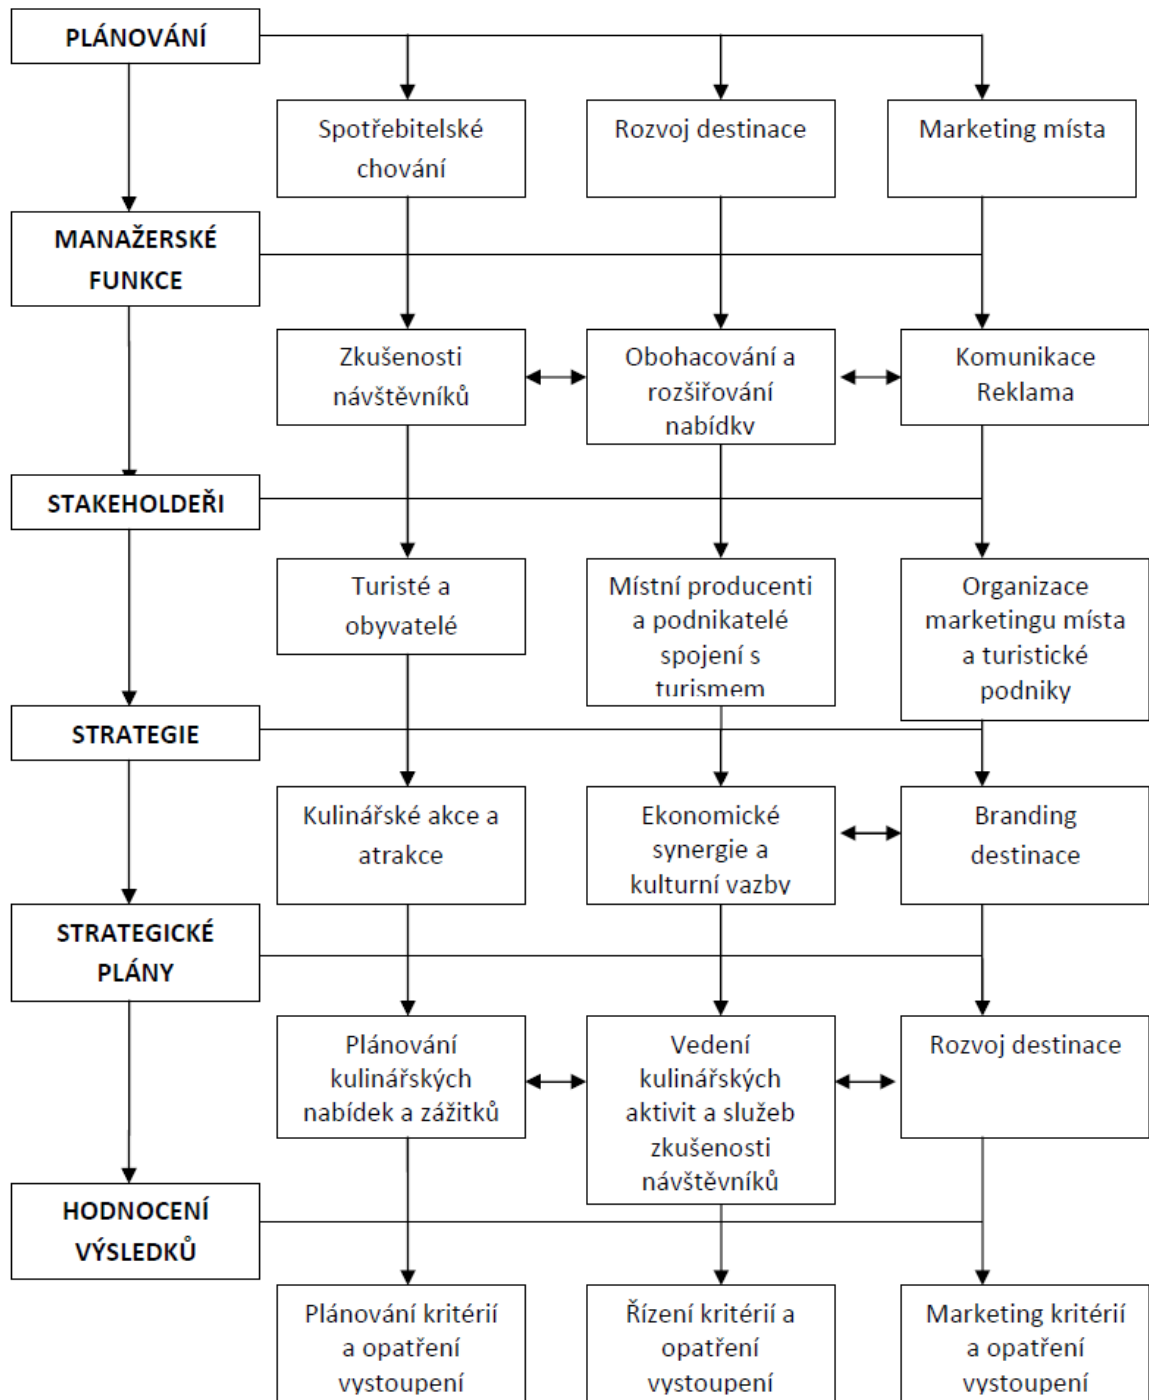 PLÁNOVÁNÍ
Spotřebitelské
chování
Rozvoj destinace
Marketing místa
MANAŽERSKÉ
FUNKCE
Zkušenosti
návštěvníků
Obohacování a
rozšiřování
nabídky
Komunikace
Reklama
STAKEHOLDEŘI
Turisté a
obyvatelé
Místní producenti
a podnikatelé
spojení s
turismem
Organizace
marketingu místa
a turistické
podniky
STRATEGIE
Kulinářské akce a
atrakce
Ekonomické
synergie a
kulturní vazby
Branding
destinace
STRATEGICKÉ
PLÁNY
Plánování
kulinářských
nabídek a zážitků
Vedení
kulinářských
aktivit a služeb
zkušenosti
návštěvníků
Rozvoj destinace
HODNOCENÍ
VÝSLEDKŮ
Plánování kritérií
a opatření
vystoupení
Řízení kritérií a
opatření
vystoupení
Marketing kritérií
a opatření
vystoupení